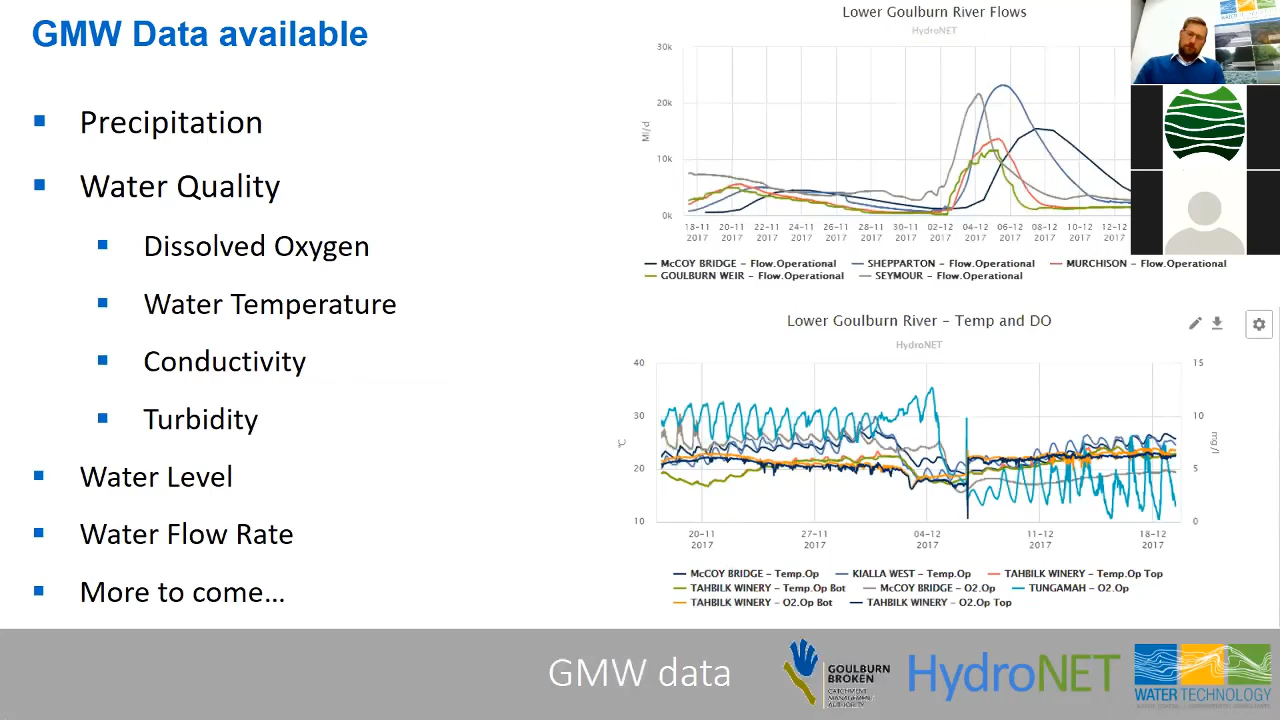 GMW Data available
Precipitation
Water Quality
Dissolved Oxygen
Water Temperature
Conductivity
Turbidity
Water Level
Water Flow Rate
More to come...
Lower Goulburn River Flows
HydroNET
30k
20k
10k
0k
Ml/d
18-11 20-11 22-11 24-11 26-11 28-11 30-11 02-12 04-12 06-12 08-12 10-12 12-12
2017 2017 2017 2017 2017 2017 2017 2017 2017 2017 2017 2017 2017
McCOY BRIDGE - Flow.Operational SHEPPARTON - Flow.Operational MURCHISON - Flow.Operational
GOULBURN WEIR - Flow.Operational SEYMOUR - Flow.Operational
Lower Goulburn River - Temp and DO
HydroNET
40 15
30 10
20 5
10 0
°C
mg/l
20-11 27-11 04-12 11-12 18-12
2017 2017 2017 2017 2017
McCOY BRIDGE - Temp.Op KIALLA WEST - Temp.Op TAHBILK WINERY - Temp.Op Top
TAHBILK WINERY - Temp.Op Bot McCOY BRIDGE - O2.Op TUNGAMAH - O2.Op
TAHBILK WINERY - O2.Op Bot TAHBILK WINERY - O2.Op Top
GMW data
GOULBURN
BROKEN
CATCHMENT
MANAGEMENT
AUTHORITY
HydroNET
WATER TECHNOLOGY